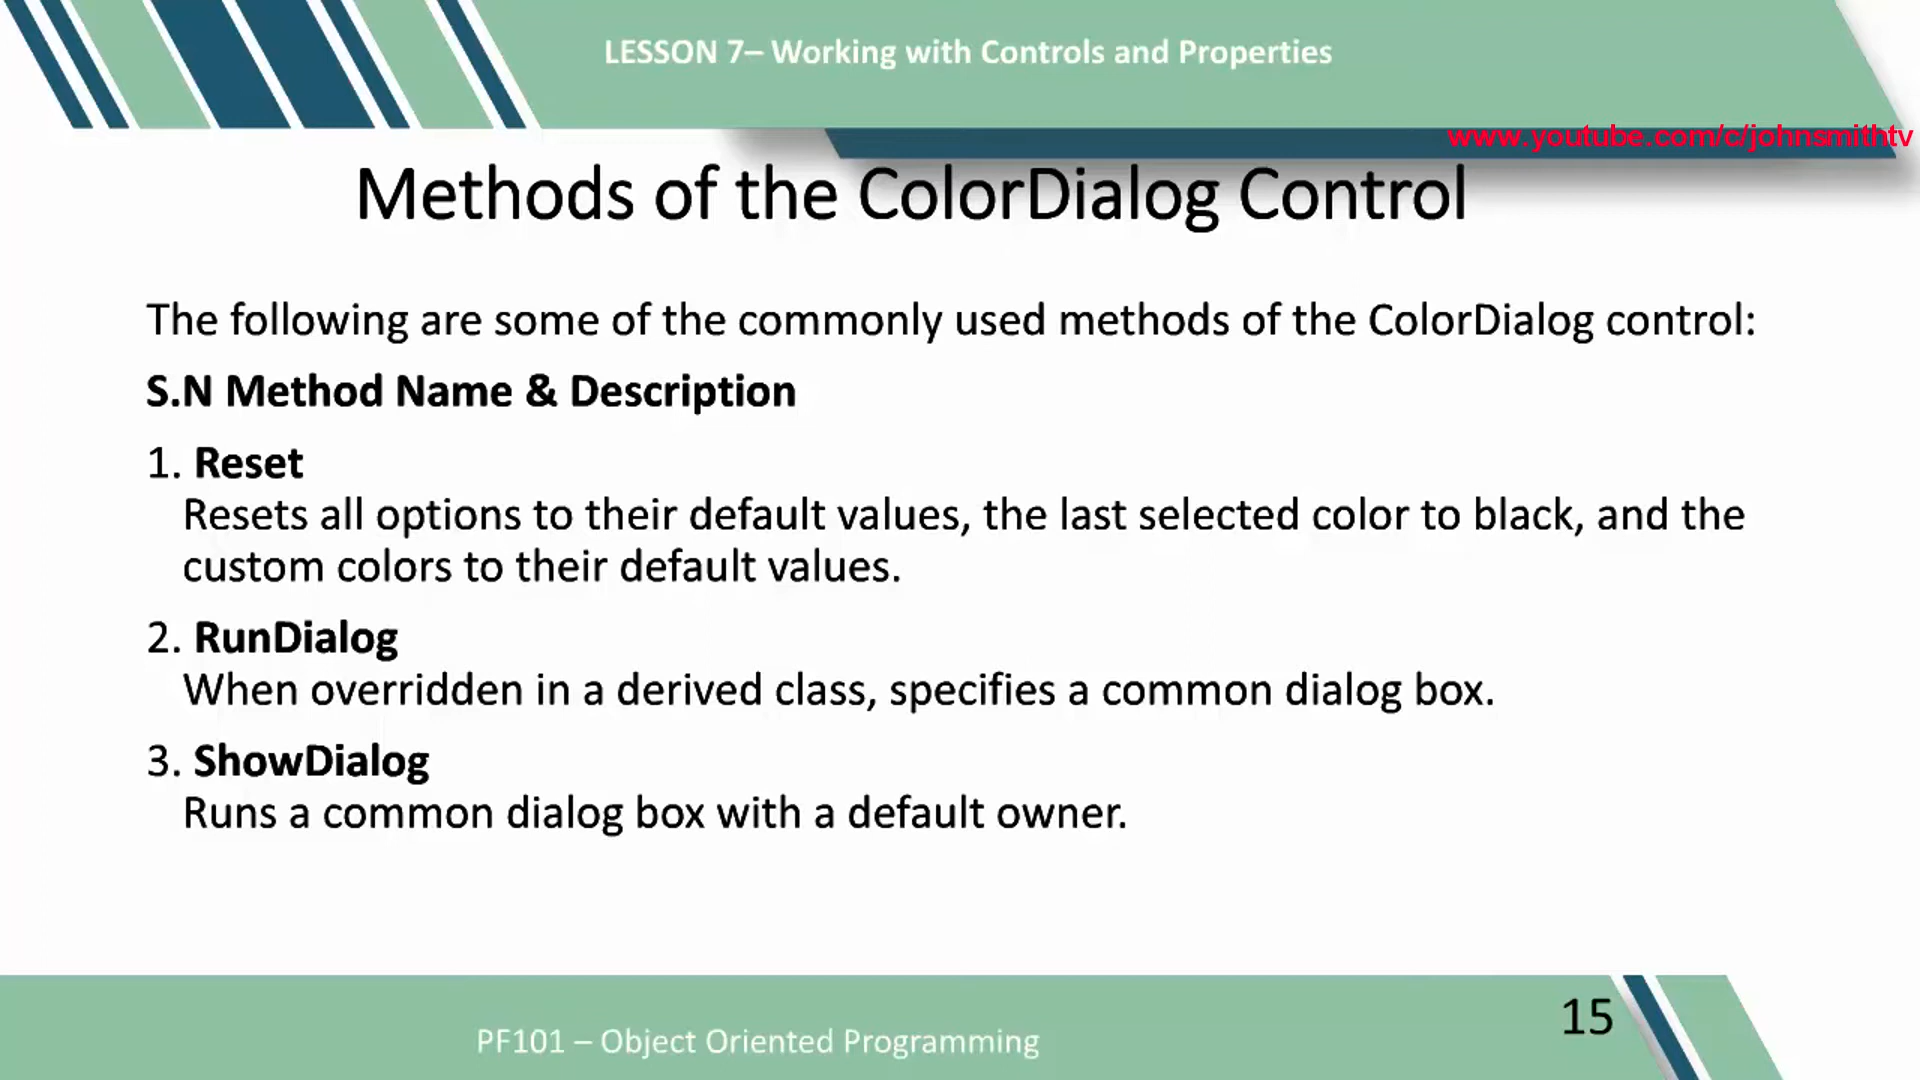 LESSON 7– Working with Controls and Properties
www.youtube.com/c/johnsmithtv
Methods of the ColorDialog Control
The following are some of the commonly used methods of the ColorDialog control:
S.N Method Name & Description
1. Reset
Resets all options to their default values, the last selected color to black, and the
custom colors to their default values.
2. RunDialog
When overridden in a derived class, specifies a common dialog box.
3. ShowDialog
Runs a common dialog box with a default owner.
15
PF101 – Object Oriented Programming